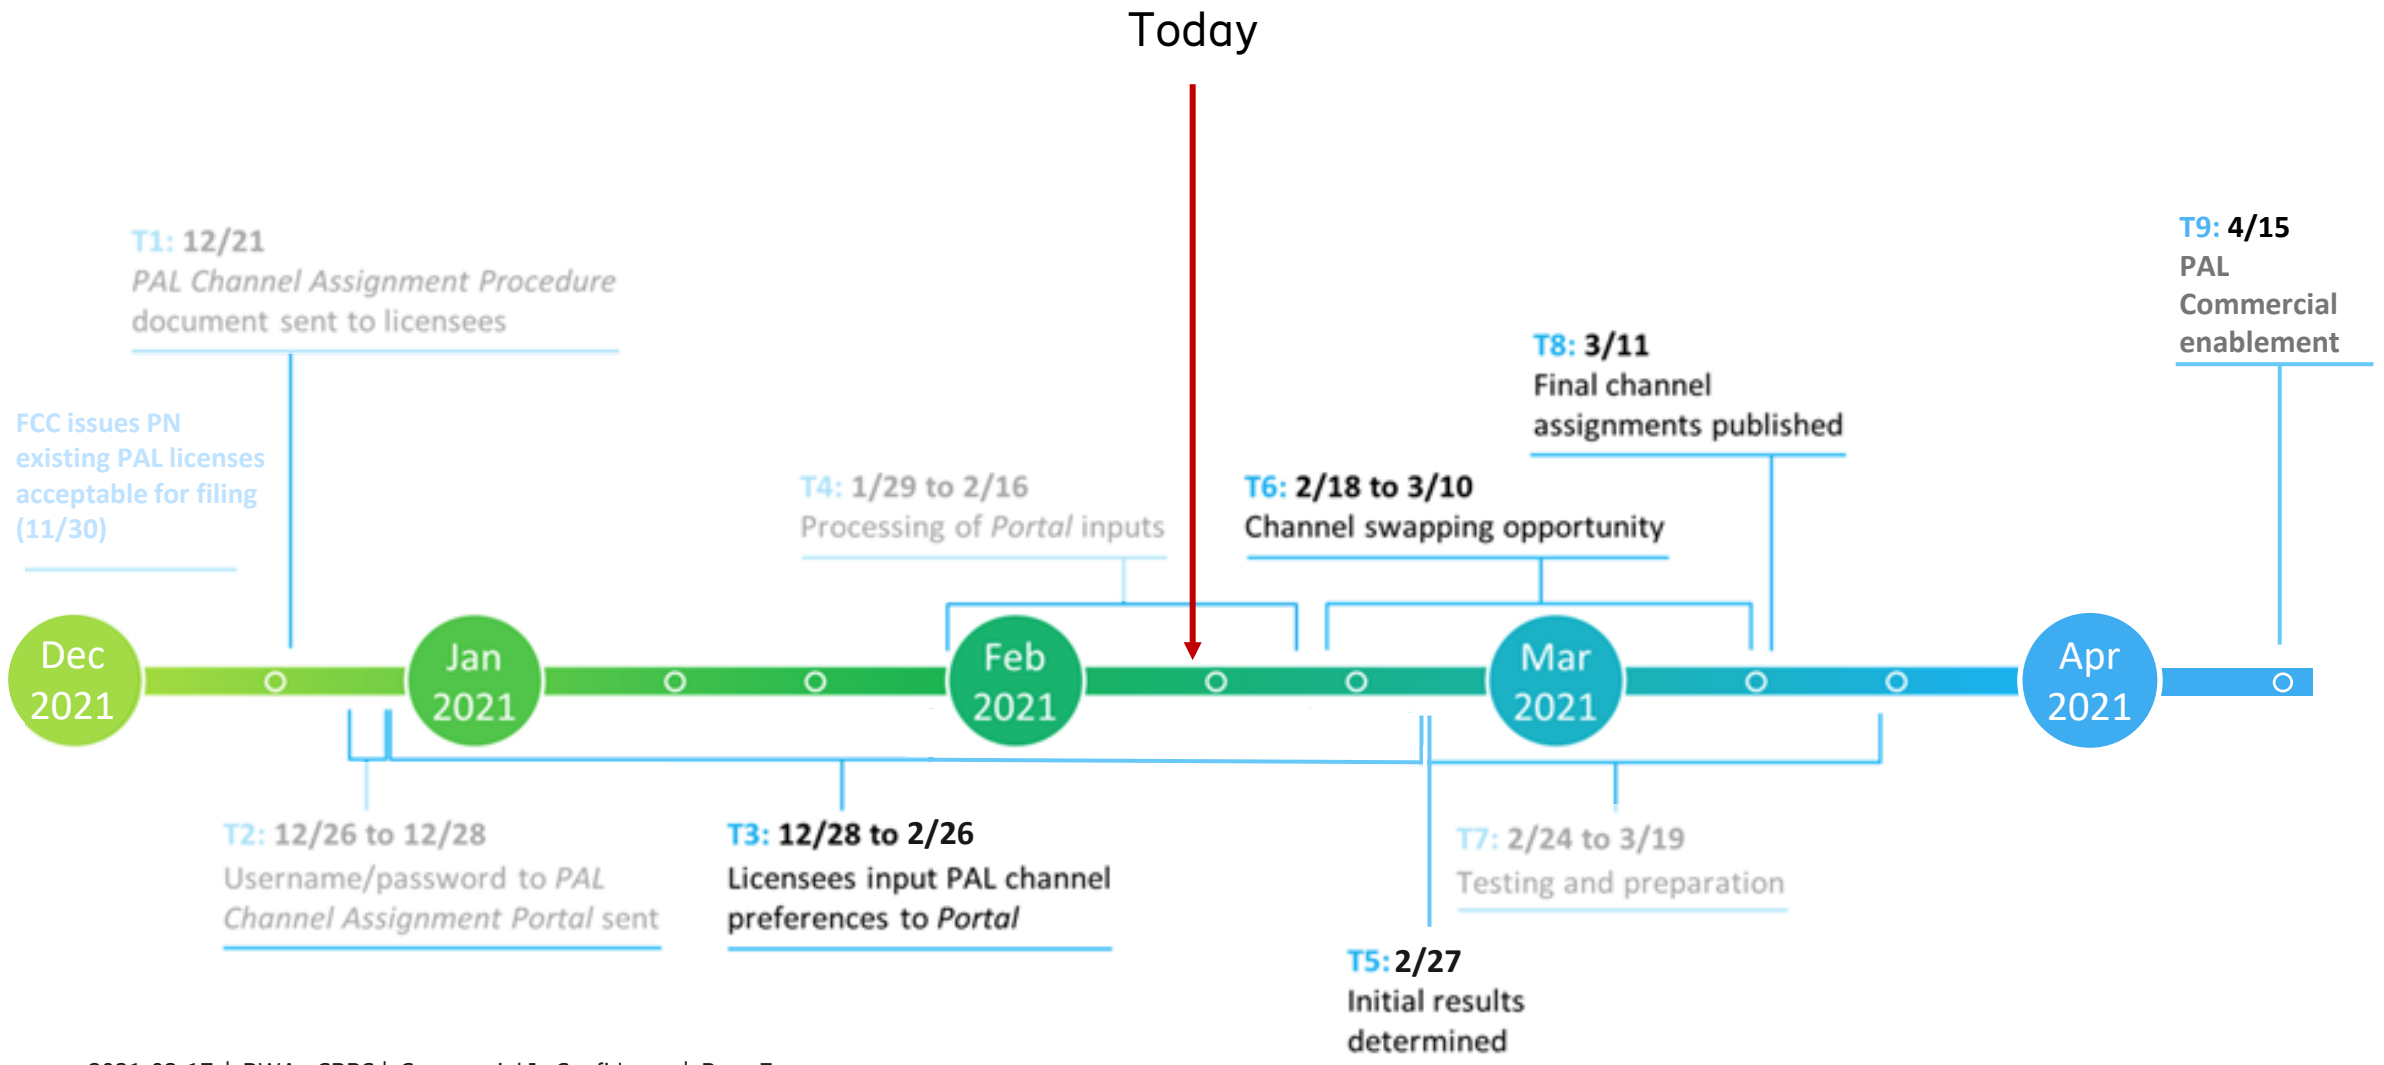 Today
T1: 12/21
PAL Channel Assignment Procedure
document sent to licensees
FCC issues PN
existing PAL licenses
acceptable for filing
(11/30)
T4: 1/29 to 2/16
Processing of Portal inputs
T6: 2/18 to 3/10
Channel swapping opportunity
T8: 3/11
Final channel
assignments published
T9: 4/15
PAL
Commercial
enablement
Dec
2021
Jan
2021
Feb
2021
Mar
2021
Apr
2021
T2: 12/26 to 12/28
Username/password to PAL
Channel Assignment Portal sent
T3: 12/28 to 2/26
Licensees input PAL channel
preferences to Portal
T7: 2/24 to 3/19
Testing and preparation
T5: 2/27
Initial results
determined